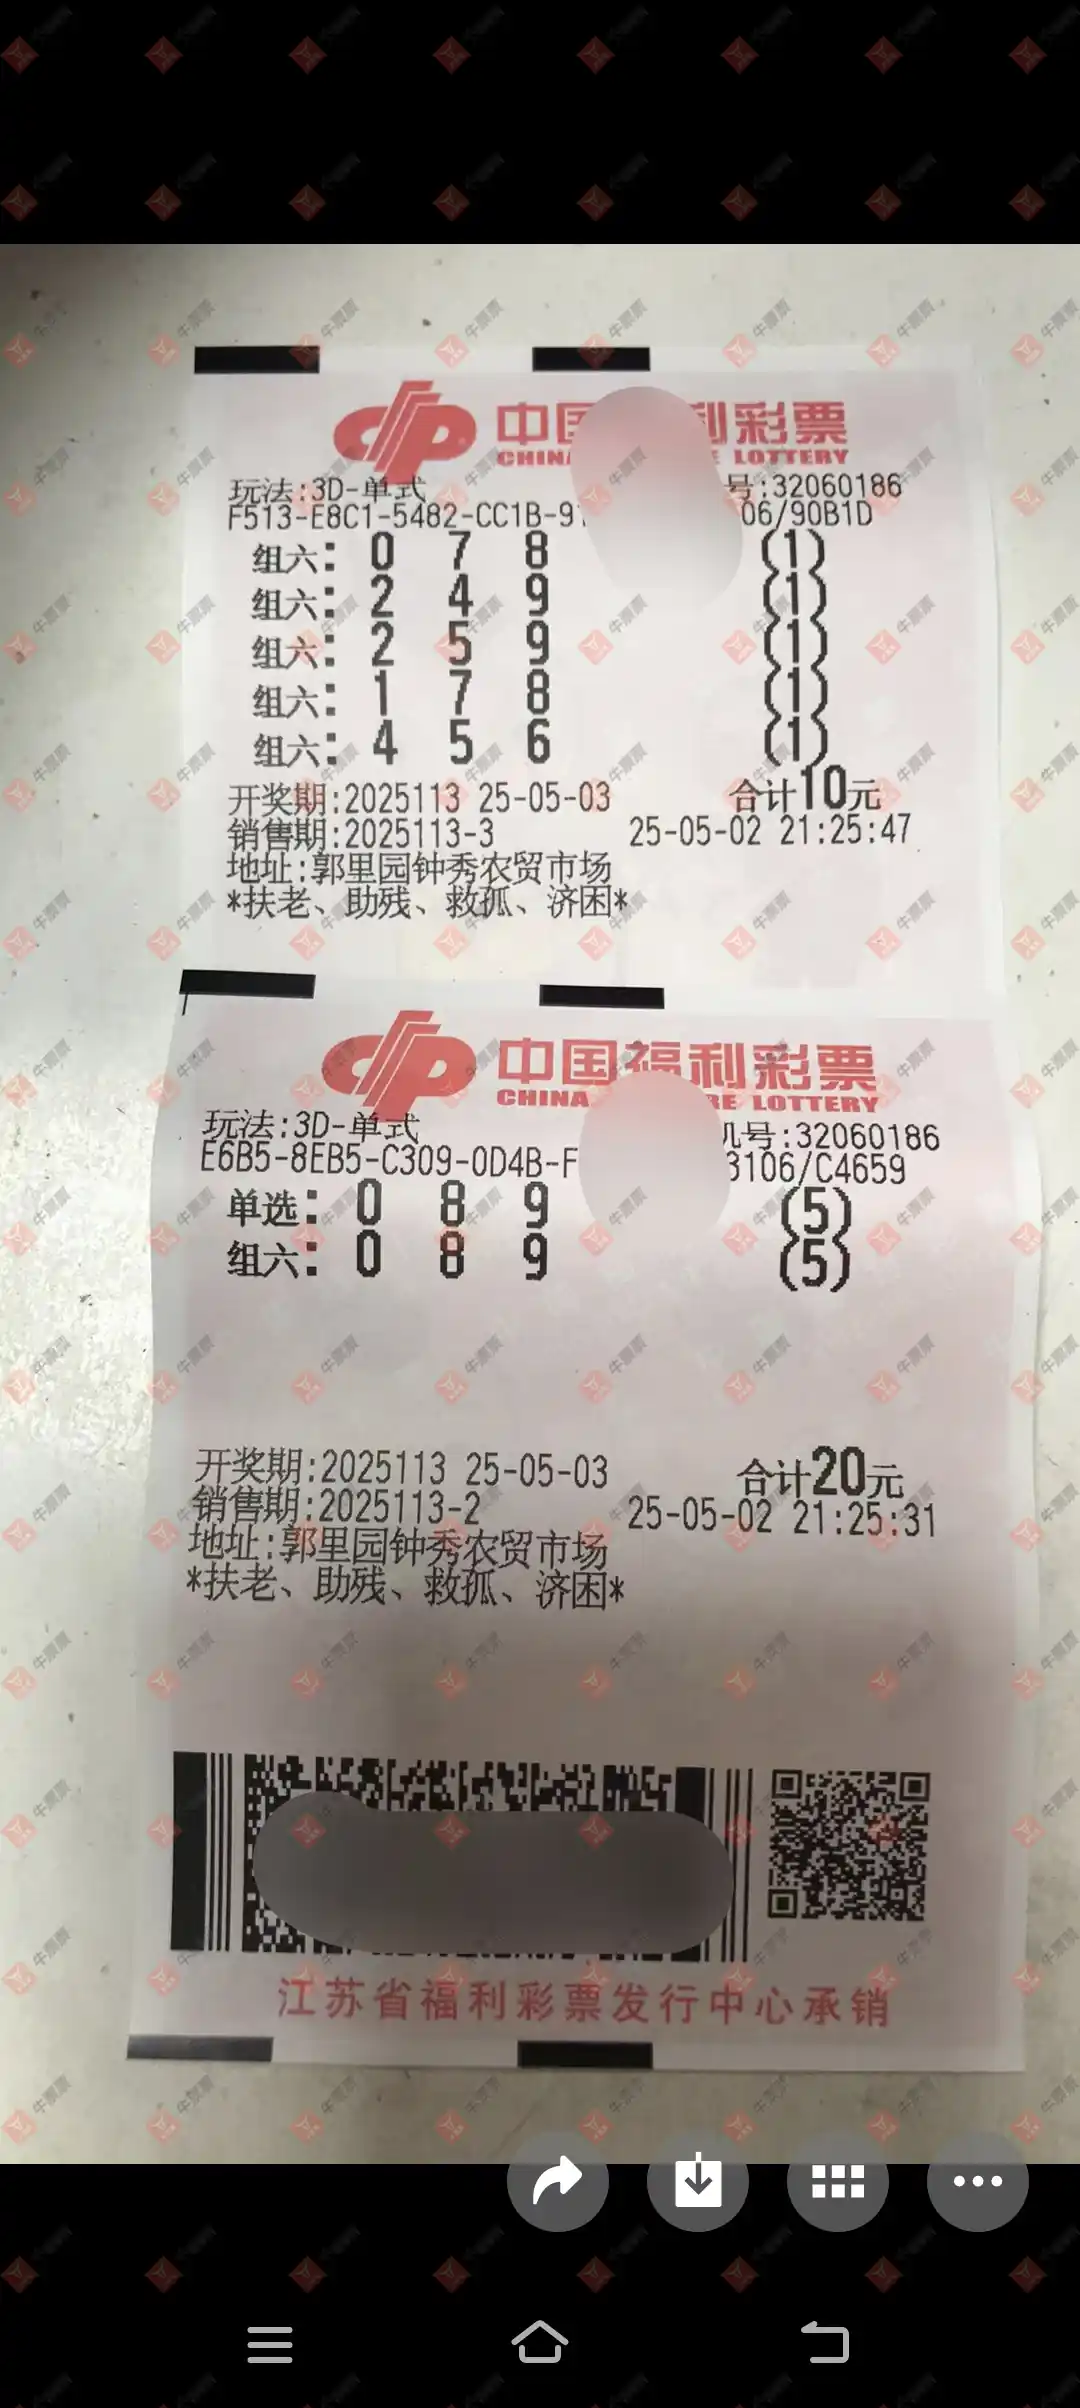 中国 利彩票
CHINA E LOTTERY
玩法:3D-单式 号:32060186
F513-E8C1-5482-CC1B-91 06/90B1D
组六: 0 7 8 (1)
组六: 2 4 9 (1)
组六: 2 5 9 (1)
组六: 1 7 8 (1)
组六: 4 5 6 (1)
开奖期:2025113 25-05-03 合计10元
销售期:2025113-3 25-05-02 21:25:47
地址:郭里园钟秀农贸市场
*扶老、助残、救孤、济困*
中国福利彩票
CHINA RE LOTTERY
玩法:3D-单式 机号:32060186
E6B5-8EB5-C309-0D4B-F 3106/C4659
单选: 0 8 9 (5)
组六: 0 8 9 (5)
开奖期:2025113 25-05-03 合计20元
销售期:2025113-2 25-05-02 21:25:31
地址:郭里园钟秀农贸市场
*扶老、助残、救孤、济困*
江苏省福利彩票发行中心承销
牛票票